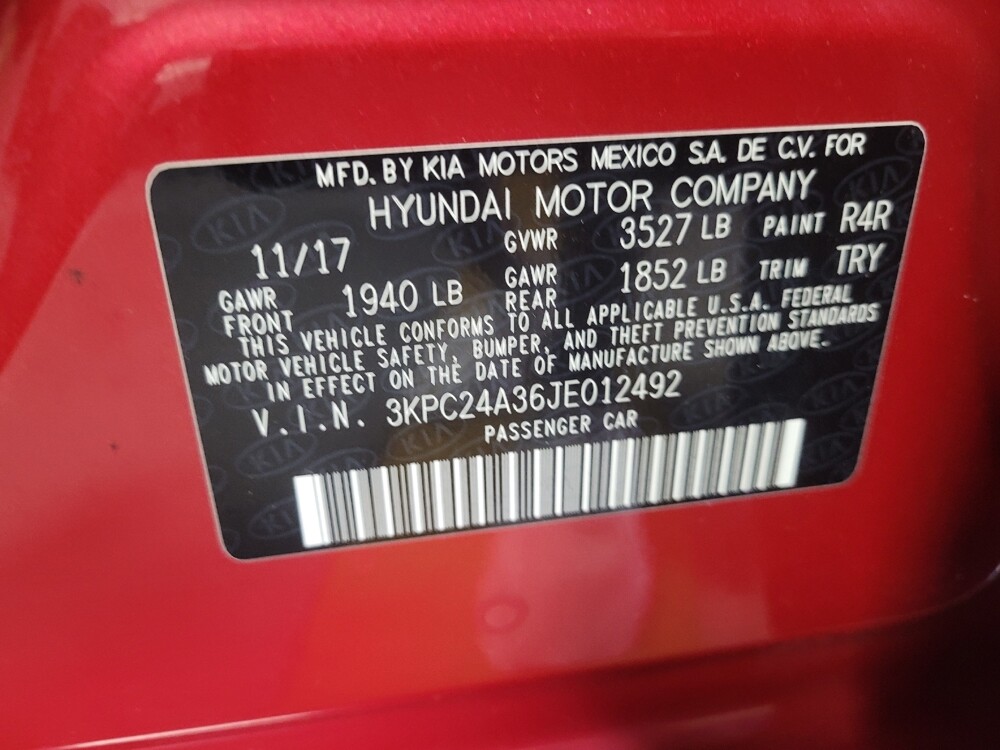 MFD. BY KIA MOTORS MEXICO S.A. DE C.V. FOR
HYUNDAI MOTOR COMPANY
11/17 GVWR 3527 LB PAINT R4R
GAWR FRONT 1940 LB GAWR REAR 1852 LB TRIM TRY
THIS VEHICLE CONFORMS TO ALL APPLICABLE U.S.A. FEDERAL
MOTOR VEHICLE SAFETY, BUMPER, AND THEFT PREVENTION STANDARDS
IN EFFECT ON THE DATE OF MANUFACTURE SHOWN ABOVE.
V.I.N. 3KPC24A36JE012492
PASSENGER CAR